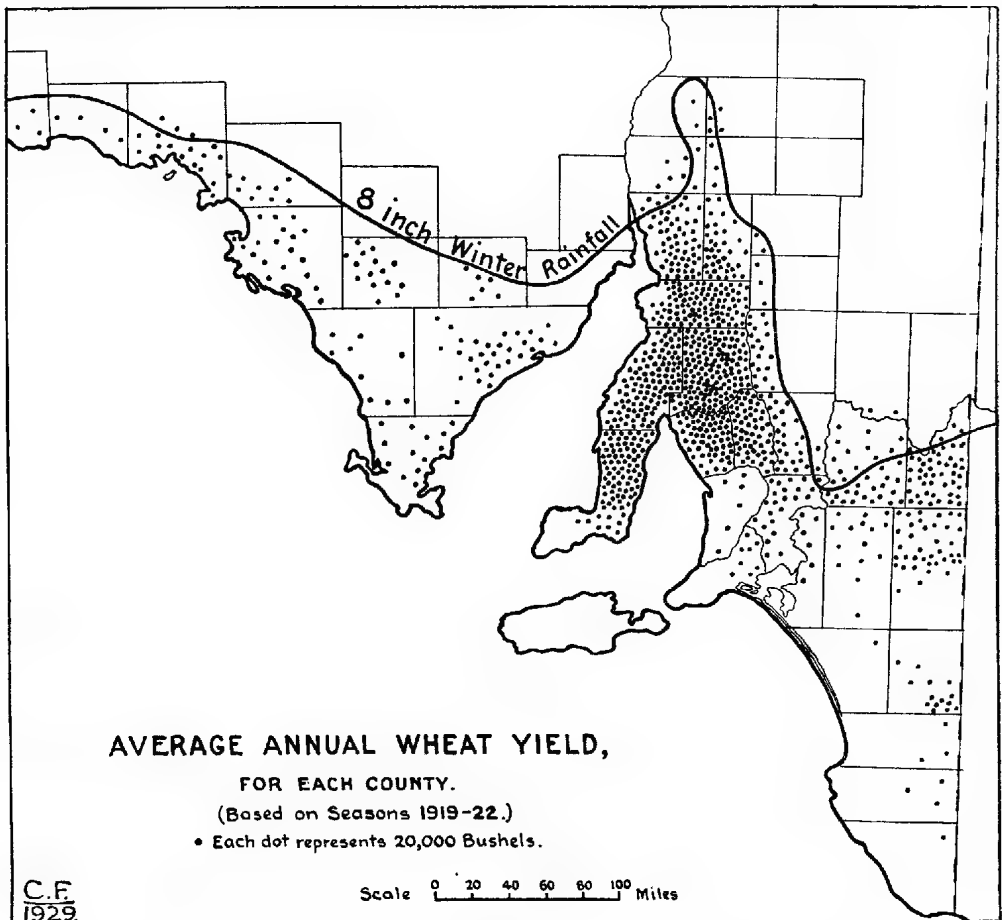 8 inch Winter Rainfall
AVERAGE ANNUAL WHEAT YIELD,
FOR EACH COUNTY.
(Based on Seasons 1919-22.)
• Each dot represents 20,000 Bushels.
Scale 0 20 40 60 80 100 Miles
C.F.
1929